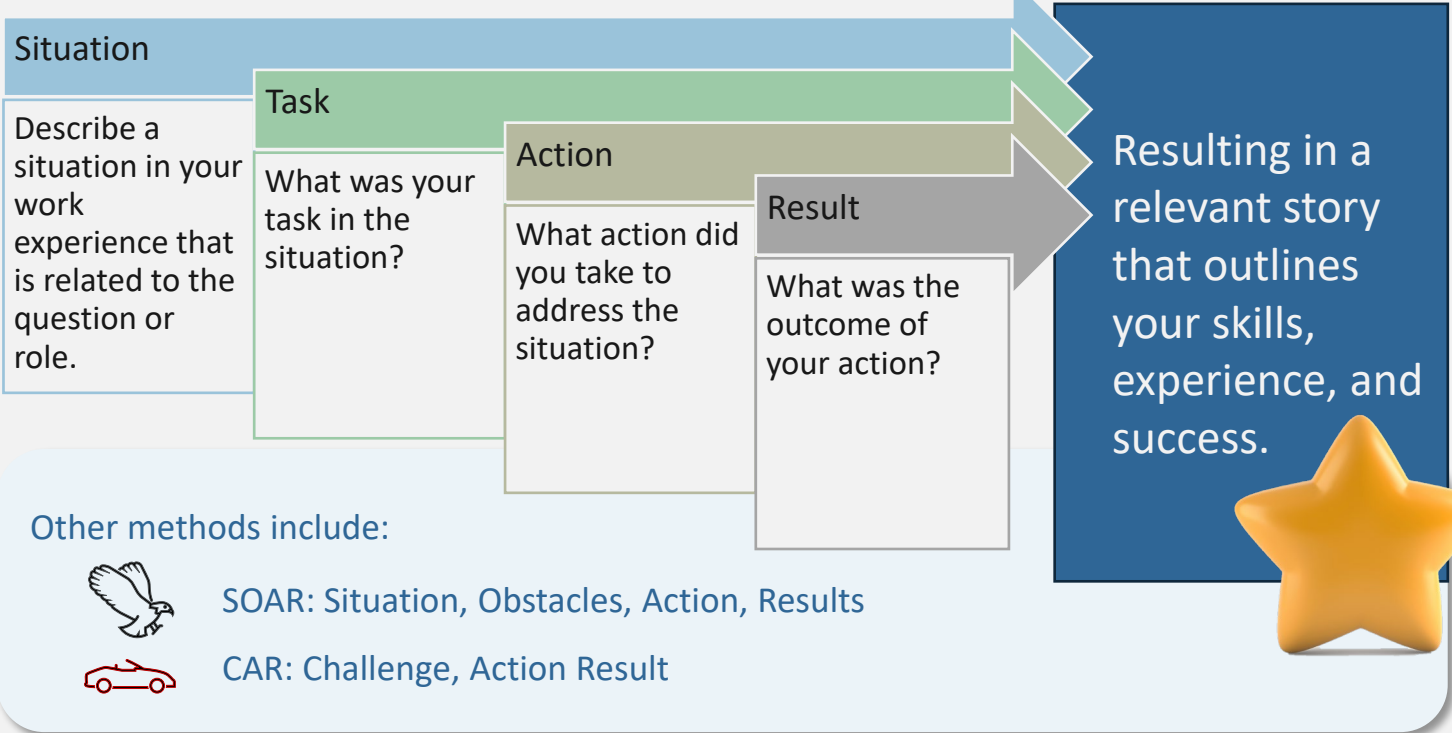 Situation
Describe a
situation in your
work
experience that
is related to the
question or
role.
Task
What was your
task in the
situation?
Action
What action did
you take to
address the
situation?
Result
What was the
outcome of
your action?
Resulting in a
relevant story
that outlines
your skills,
experience, and
success.
Other methods include:
SOAR: Situation, Obstacles, Action, Results
CAR: Challenge, Action Result